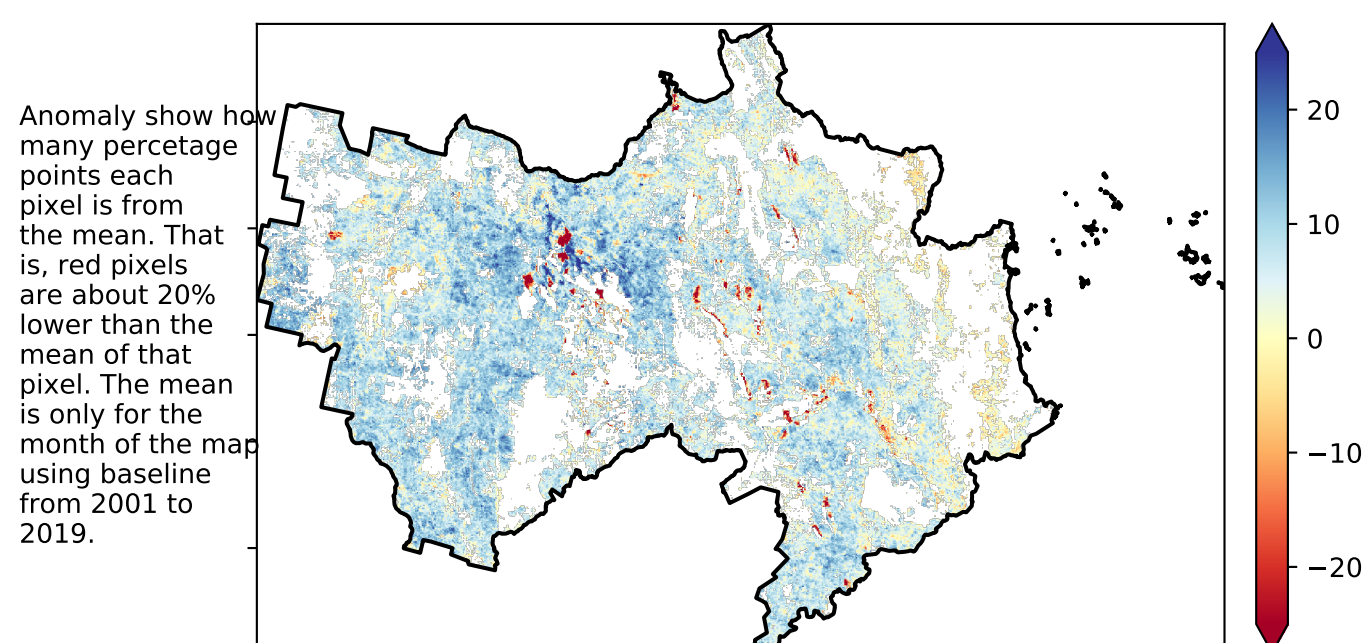 Anomaly show how
many percetage
points each
pixel is from
the mean. That
is, red pixels
are about 20%
lower than the
mean of that
pixel. The mean
is only for the
month of the map
using baseline
from 2001 to
2019.
20
10
0
−10
−20